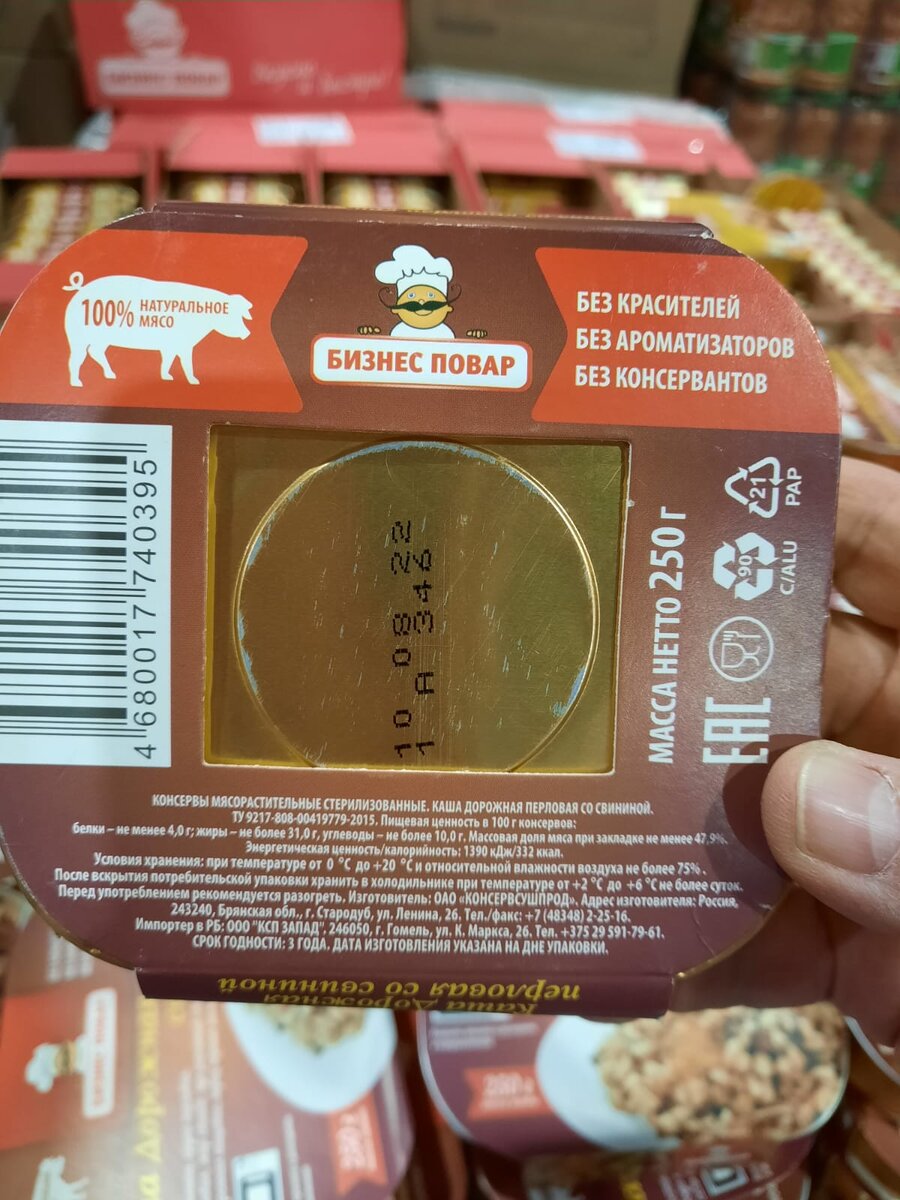 БИЗНЕС ПОВАР
100% НАТУРАЛЬНОЕ
МЯСО
БИЗНЕС ПОВАР
БЕЗ КРАСИТЕЛЕЙ
БЕЗ АРОМАТИЗАТОРОВ
БЕЗ КОНСЕРВАНТОВ
4 680017 740395
10 08 22
1 А 346
МАССА НЕТТО 250 г
21
PAP
90
C/ALU
EAC
КОНСЕРВЫ МЯСОРАСТИТЕЛЬНЫЕ СТЕРИЛИЗОВАННЫЕ. КАША ДОРОЖНАЯ ПЕРЛОВАЯ СО СВИНИНОЙ.
ТУ 9217-808-00419779-2015. Пищевая ценность в 100 г консервов:
белки – не менее 4,0 г; жиры – не более 31,0 г, углеводы – не более 10,0 г. Массовая доля мяса при закладке не менее 47,9%.
Энергетическая ценность/калорийность: 1390 кДж/332 ккал.
Условия хранения: при температуре от 0 °С до +20 °С и относительной влажности воздуха не более 75% .
После вскрытия потребительской упаковки хранить в холодильнике при температуре от +2 °С до +6 °С не более суток.
Перед употреблением рекомендуется разогреть. Изготовитель: ОАО «КОНСЕРВСУШПРОД». Адрес изготовителя: Россия,
243240, Брянская обл., г. Стародуб, ул. Ленина, 26. Тел./факс: +7 (48348) 2-25-16.
Импортер в РБ: ООО "КСП ЗАПАД". 246050, г. Гомель, ул. К. Маркса, 26. Тел. +375 29 591-79-61.
СРОК ГОДНОСТИ: 3 ГОДА. ДАТА ИЗГОТОВЛЕНИЯ УКАЗАНА НА ДНЕ УПАКОВКИ.
Каша Дорожная
перловая со свининой